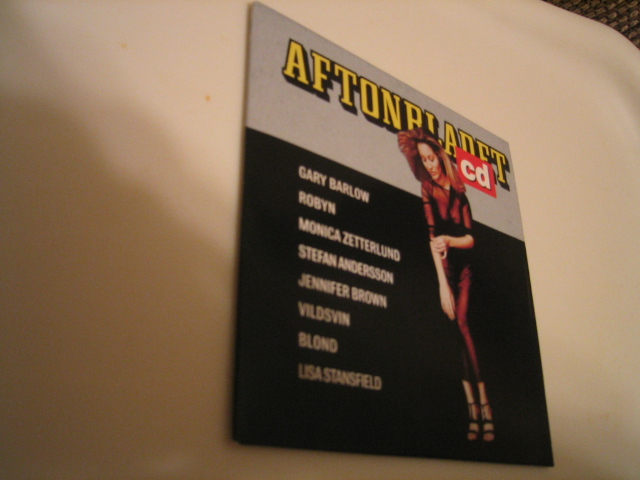 AFTONBLADET
cd
GARY BARLOW
ROBYN
MONICA ZETTERLUND
STEFAN ANDERSSON
JENNIFER BROWN
VILDSVIN
BLOND
LISA STANSFIELD